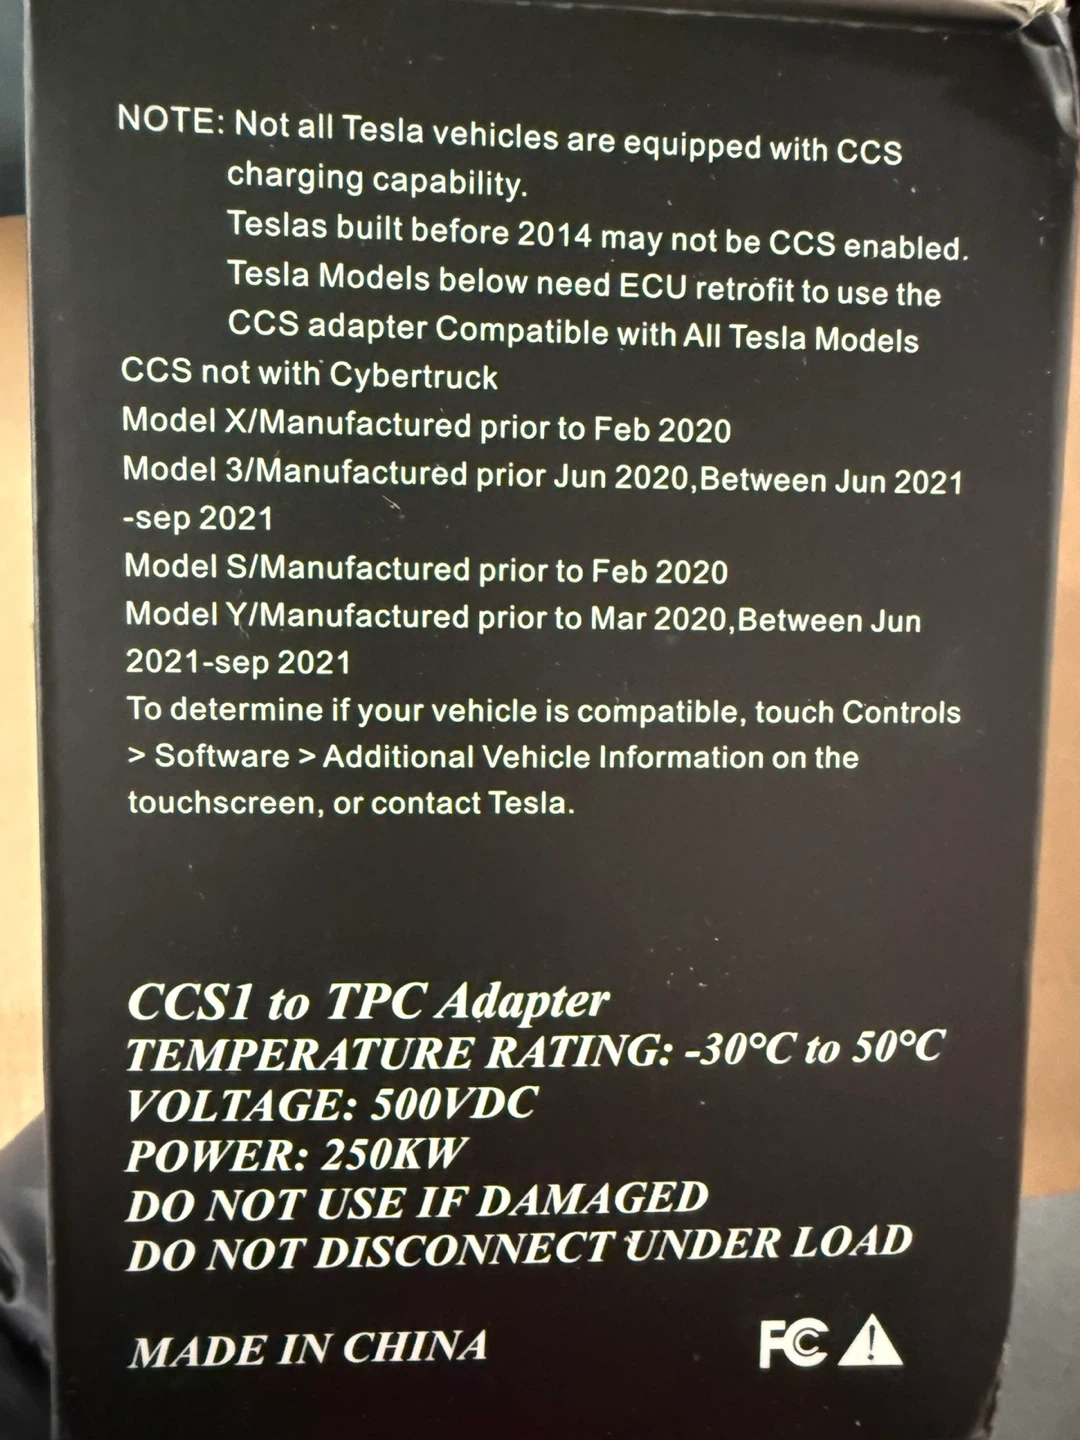 NOTE: Not all Tesla vehicles are equipped with CCS
charging capability.
Teslas built before 2014 may not be CCS enabled.
Tesla Models below need ECU retrofit to use the
CCS adapter Compatible with All Tesla Models
CCS not with Cybertruck
Model X/Manufactured prior to Feb 2020
Model 3/Manufactured prior Jun 2020,Between Jun 2021
-sep 2021
Model S/Manufactured prior to Feb 2020
Model Y/Manufactured prior to Mar 2020,Between Jun
2021-sep 2021
To determine if your vehicle is compatible, touch Controls
> Software > Additional Vehicle Information on the
touchscreen, or contact Tesla.
CCS1 to TPC Adapter
TEMPERATURE RATING: -30°C to 50°C
VOLTAGE: 500VDC
POWER: 250KW
DO NOT USE IF DAMAGED
DO NOT DISCONNECT UNDER LOAD
MADE IN CHINA
FC